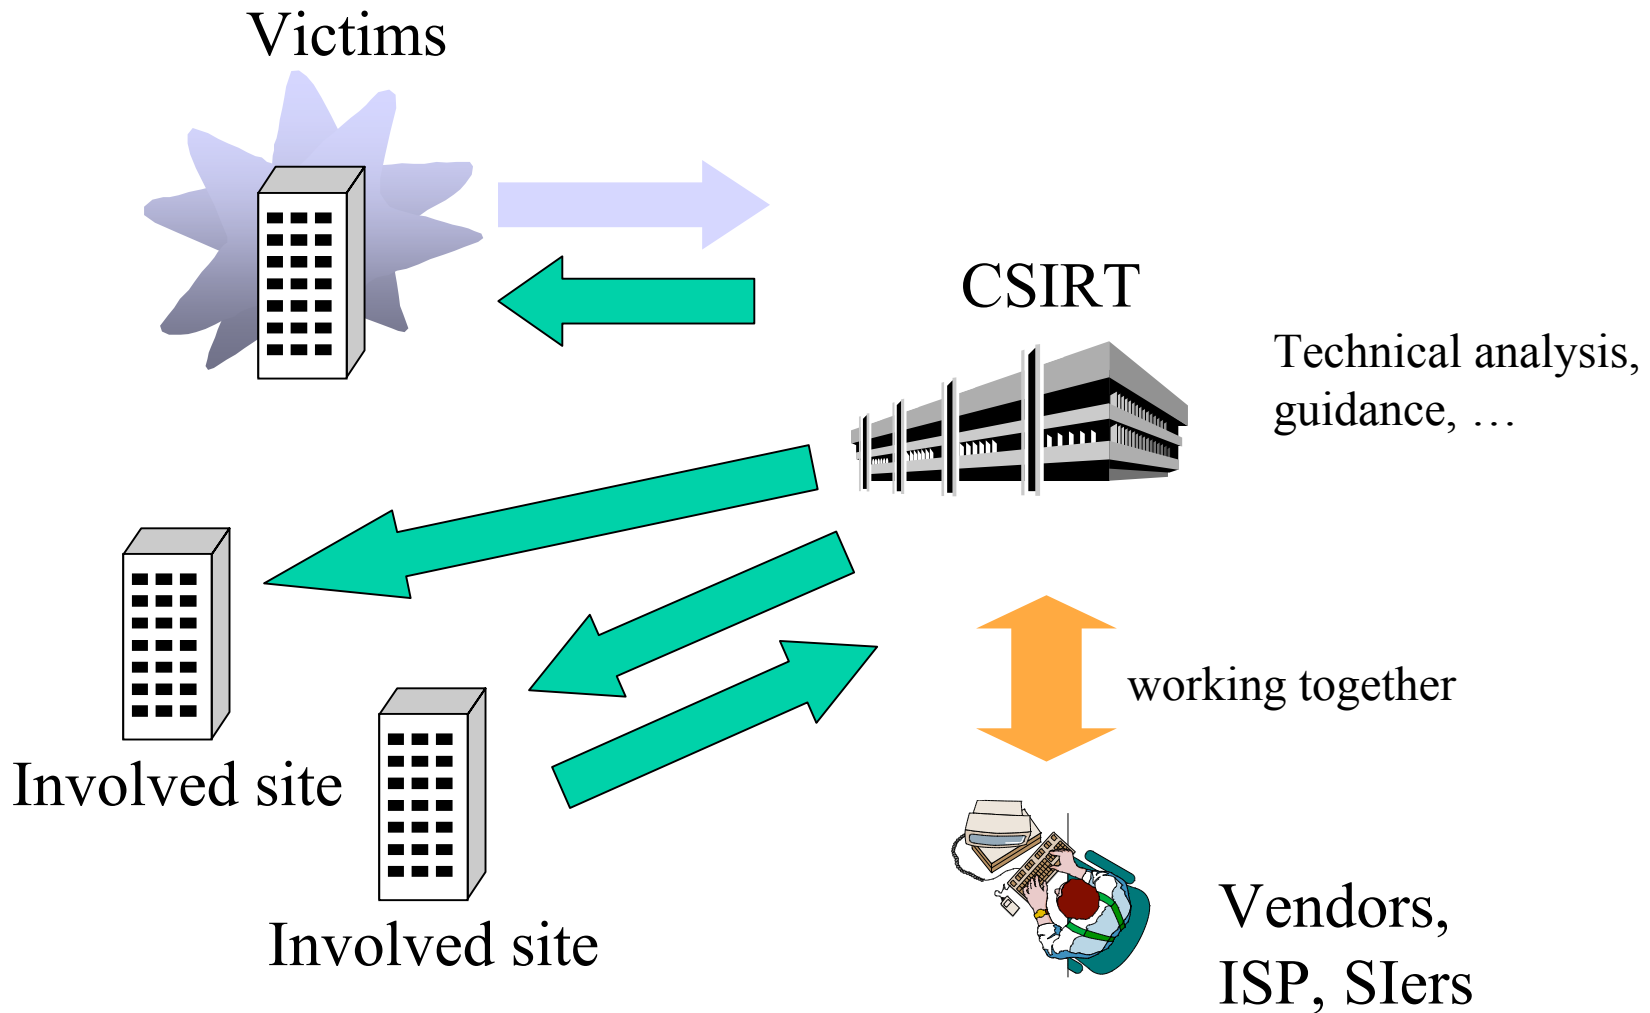 Victims
CSIRT
Technical analysis,
guidance, …
working together
Involved site
Involved site
Vendors,
ISP, SIers